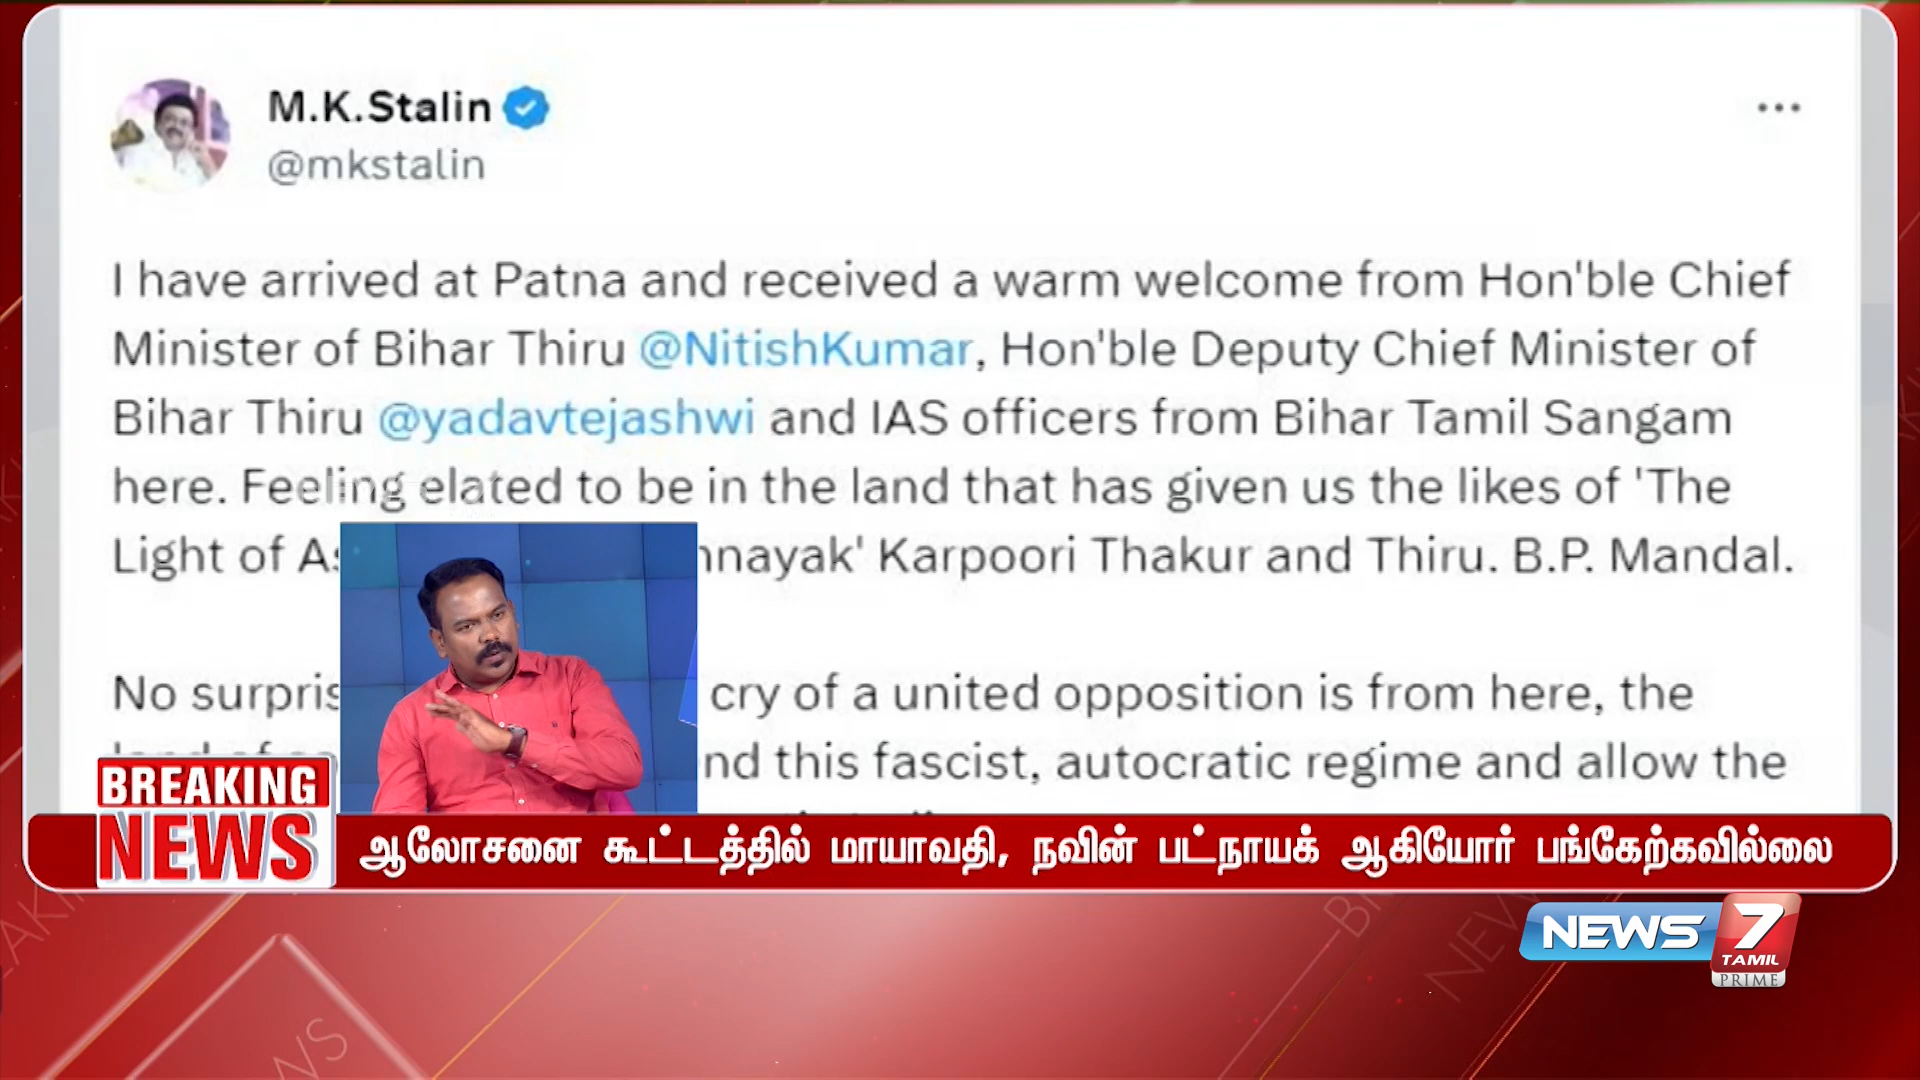 M.K.Stalin
@mkstalin
I have arrived at Patna and received a warm welcome from Hon'ble Chief
Minister of Bihar Thiru @NitishKumar, Hon'ble Deputy Chief Minister of
Bihar Thiru @yadavtejashwi and IAS officers from Bihar Tamil Sangam
here. Feeling elated to be in the land that has given us the likes of 'The
Light of Karpoori Thakur and Thiru. B.P. Mandal.
No cry of a united opposition is from here, the
this fascist, autocratic regime and allow the
BREAKING
NEWS
ஆலோசனை கூட்டத்தில் மாயாவதி, நவின் பட்நாயக் ஆகியோர் பங்கேற்கவில்லை
NEWS 7
TAMIL
PRIME